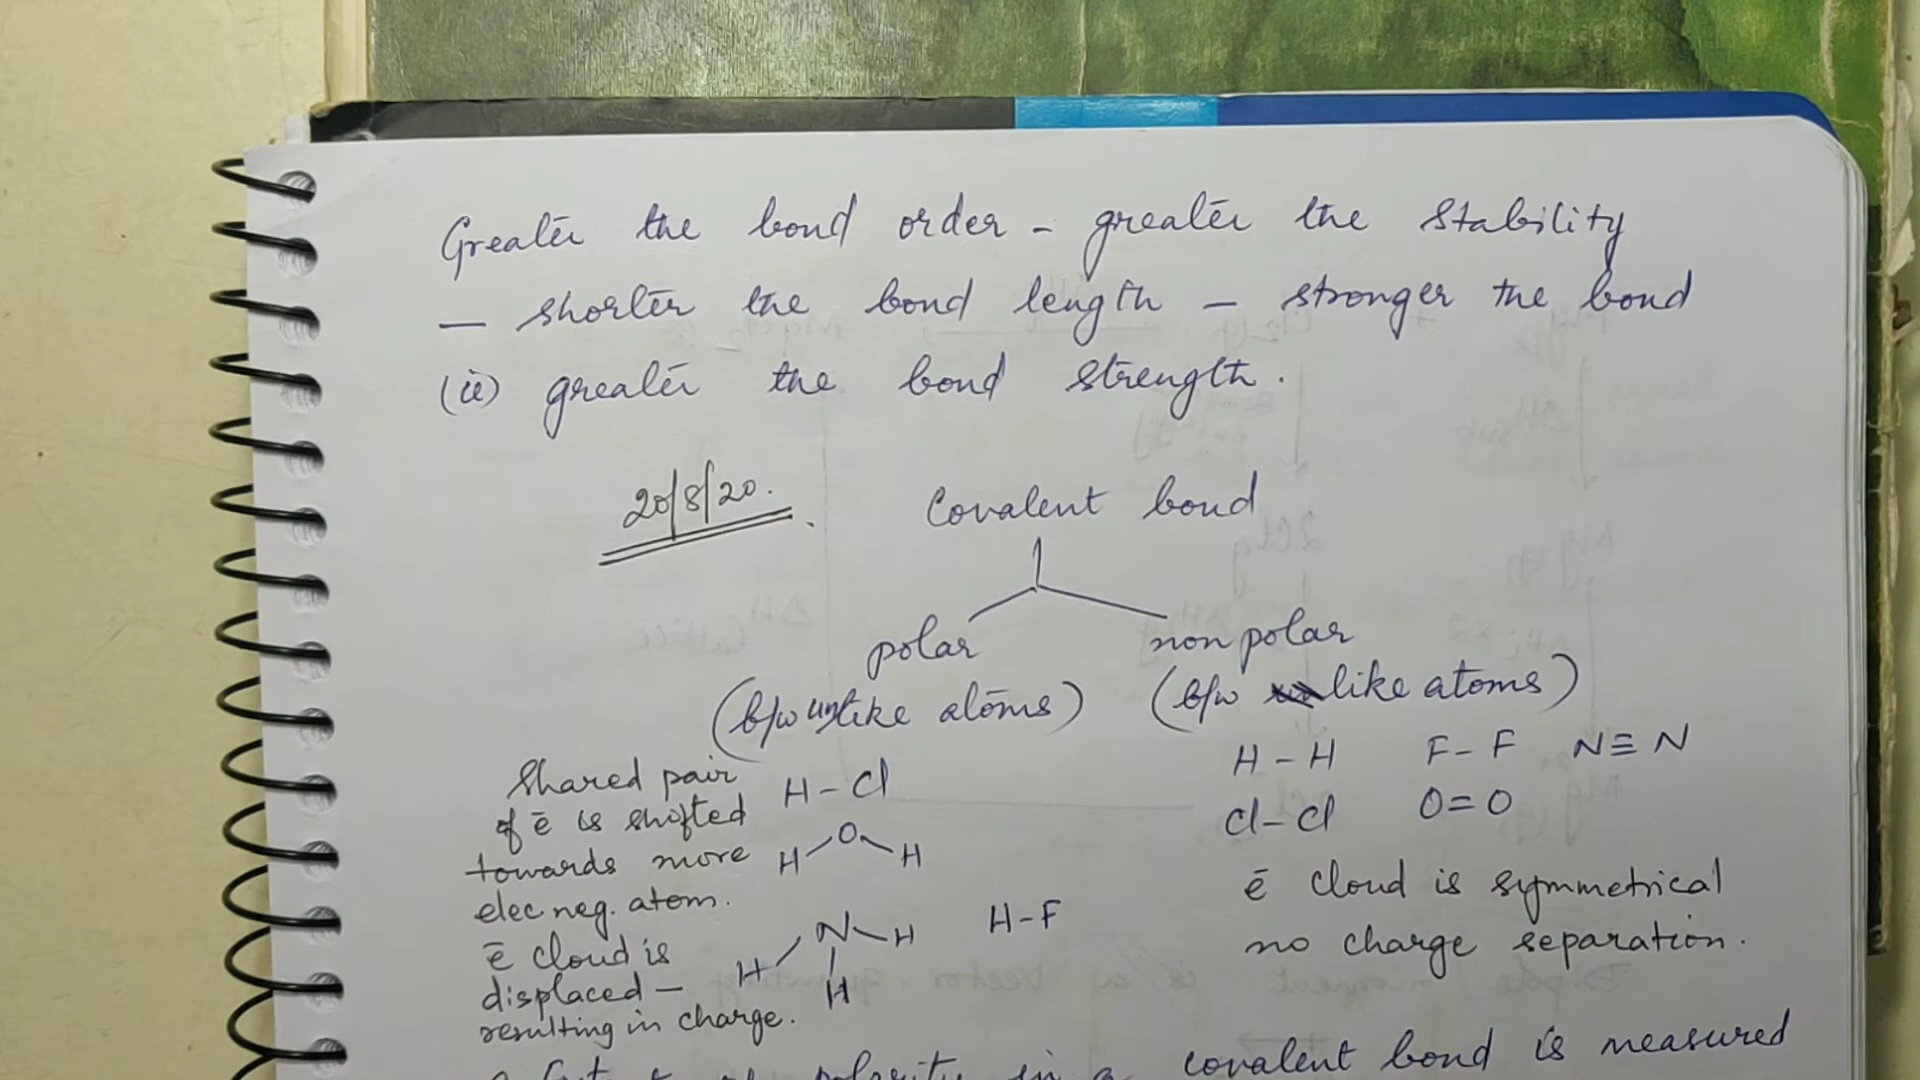 Greater the bond order - greater the stability
— shorter the bond length — stronger the bond
(ie) greater the bond strength.
20/8/20.
Covalent bond
polar
nonpolar
(b/w unlike atoms)
(b/w like atoms)
Shared pair
of ē is shifted
towards more
elec neg. atom.
ē cloud is
displaced —
resulting in charge.
H - Cl
O
H H
N H
H
H
H-F
H - H F - F N ≡ N
Cl - Cl O = O
ē cloud is symmetrical
no charge separation.
polarity in a covalent bond is measured